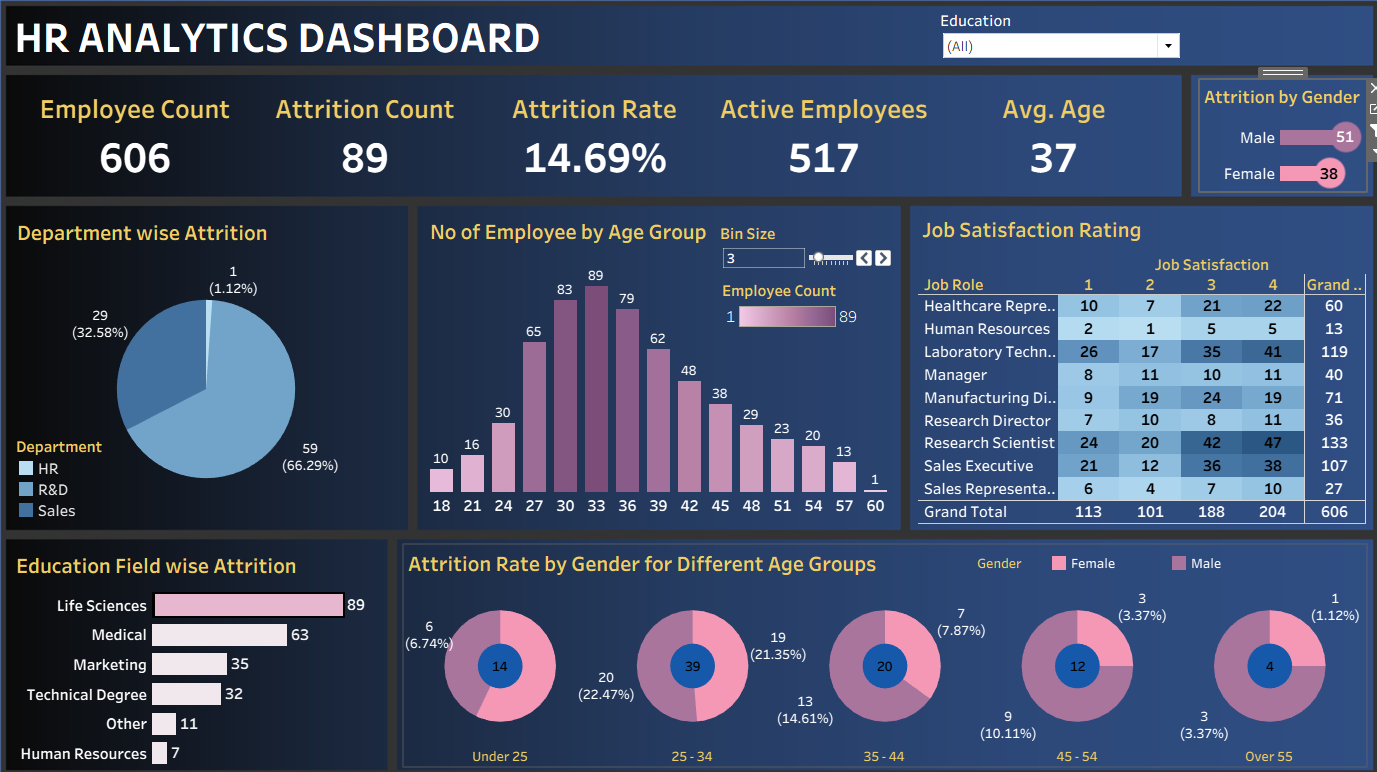 HR ANALYTICS DASHBOARD
Education
(All)
Employee Count
606
Attrition Count
89
Attrition Rate
14.69%
Active Employees
517
Avg. Age
37
Attrition by Gender
Male 51
Female 38
Department wise Attrition
1
(1.12%)
29
(32.58%)
59
(66.29%)
Department
HR
R&D
Sales
No of Employee by Age Group
Bin Size
3
Employee Count
1 89
10 16 30 65 83 89 79 62 48 38 29 23 20 13 1
18 21 24 27 30 33 36 39 42 45 48 51 54 57 60
Job Satisfaction Rating
Job Satisfaction
Job Role 1 2 3 4 Grand ..
Healthcare Repre.. 10 7 21 22 60
Human Resources 2 1 5 5 13
Laboratory Techn.. 26 17 35 41 119
Manager 8 11 10 11 40
Manufacturing Di.. 9 19 24 19 71
Research Director 7 10 8 11 36
Research Scientist 24 20 42 47 133
Sales Executive 21 12 36 38 107
Sales Representa.. 6 4 7 10 27
Grand Total 113 101 188 204 606
Education Field wise Attrition
Life Sciences 89
Medical 63
Marketing 35
Technical Degree 32
Other 11
Human Resources 7
Attrition Rate by Gender for Different Age Groups
Gender Female Male
6
(6.74%)
14
Under 25
19
(21.35%)
39
20
(22.47%)
25 - 34
7
(7.87%)
20
13
(14.61%)
35 - 44
3
(3.37%)
12
9
(10.11%)
45 - 54
1
(1.12%)
4
3
(3.37%)
Over 55